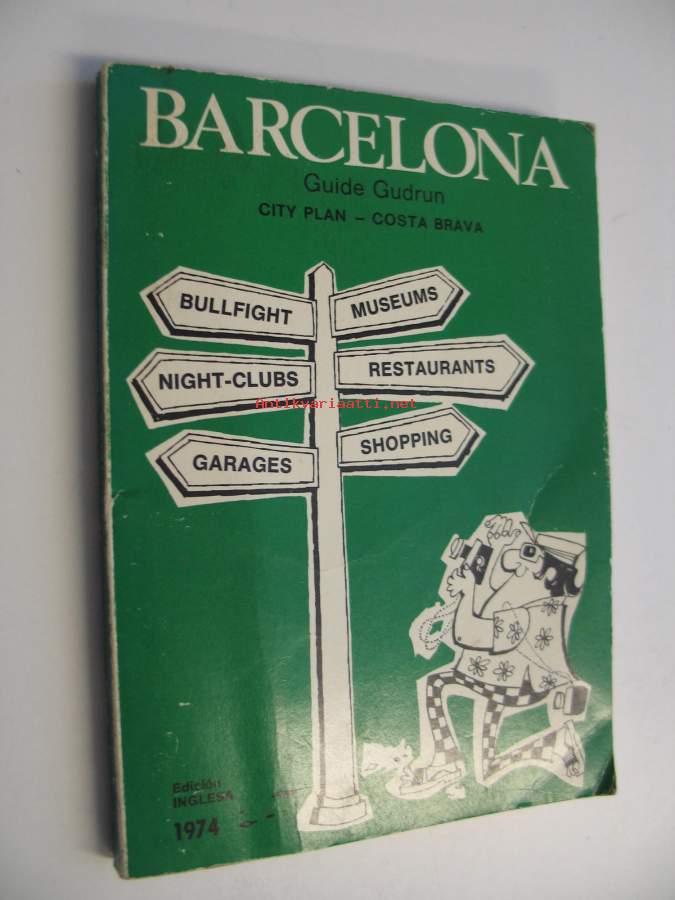 BARCELONA
Guide Gudrun
CITY PLAN – COSTA BRAVA
BULLFIGHT
MUSEUMS
NIGHT-CLUBS
RESTAURANTS
Antikvariaatti.net
GARAGES
SHOPPING
Edición
INGLESA
1974